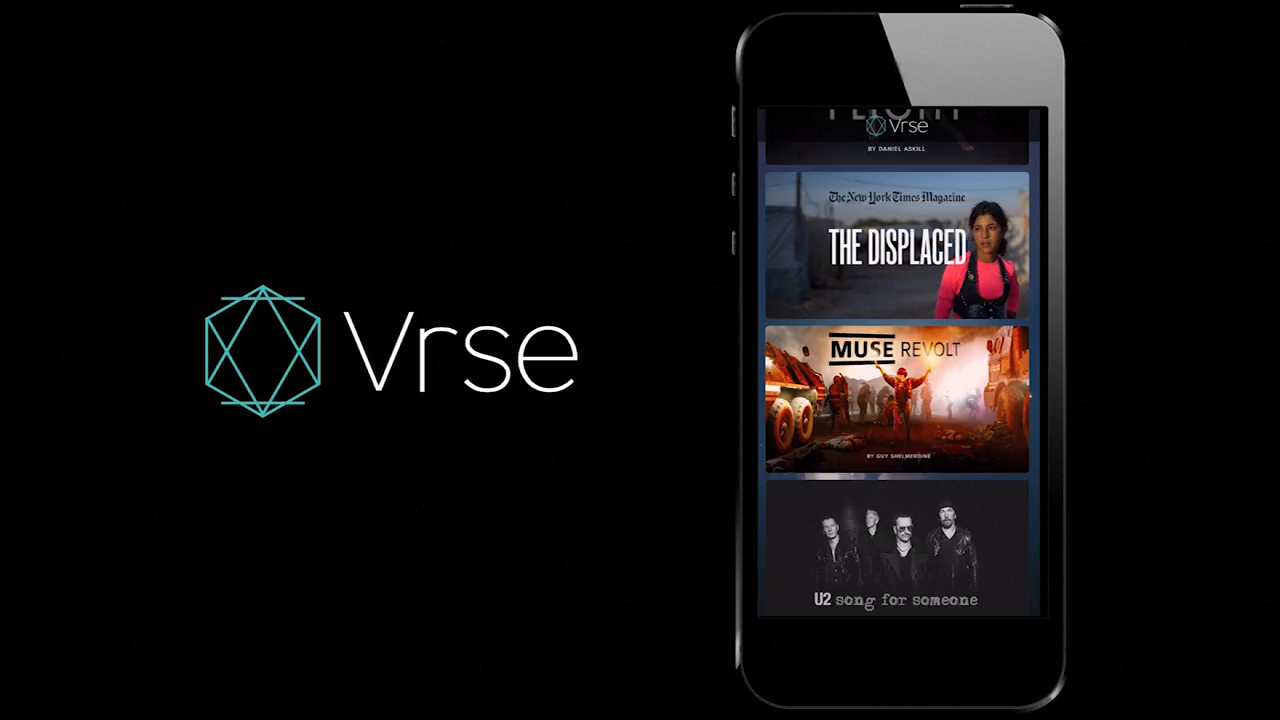 Vrse
Vrse
BY DANIEL ASKILL
The New York Times Magazine
THE DISPLACED
MUSE REVOLT
BY GUY SHELMERDINE
U2 song for someone